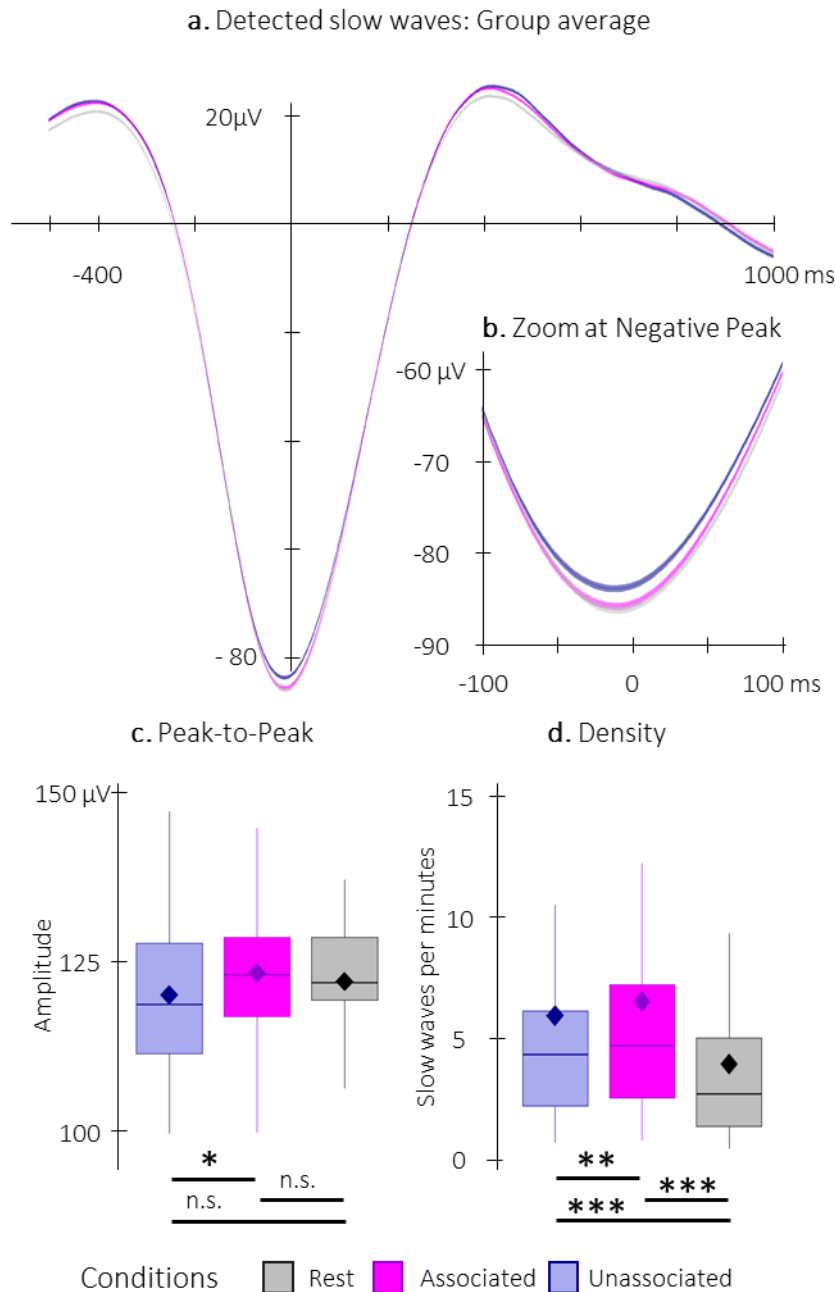 a. Detected slow waves: Group average
20µV
-400
1000 ms
- 80
b. Zoom at Negative Peak
-60 µV
-70
-80
-90
-100
0
100 ms
c. Peak-to-Peak
150 µV
125
100
Amplitude
*
n.s.
n.s.
d. Density
15
10
5
0
Slow waves per minutes
**
***
***
Conditions Rest Associated Unassociated